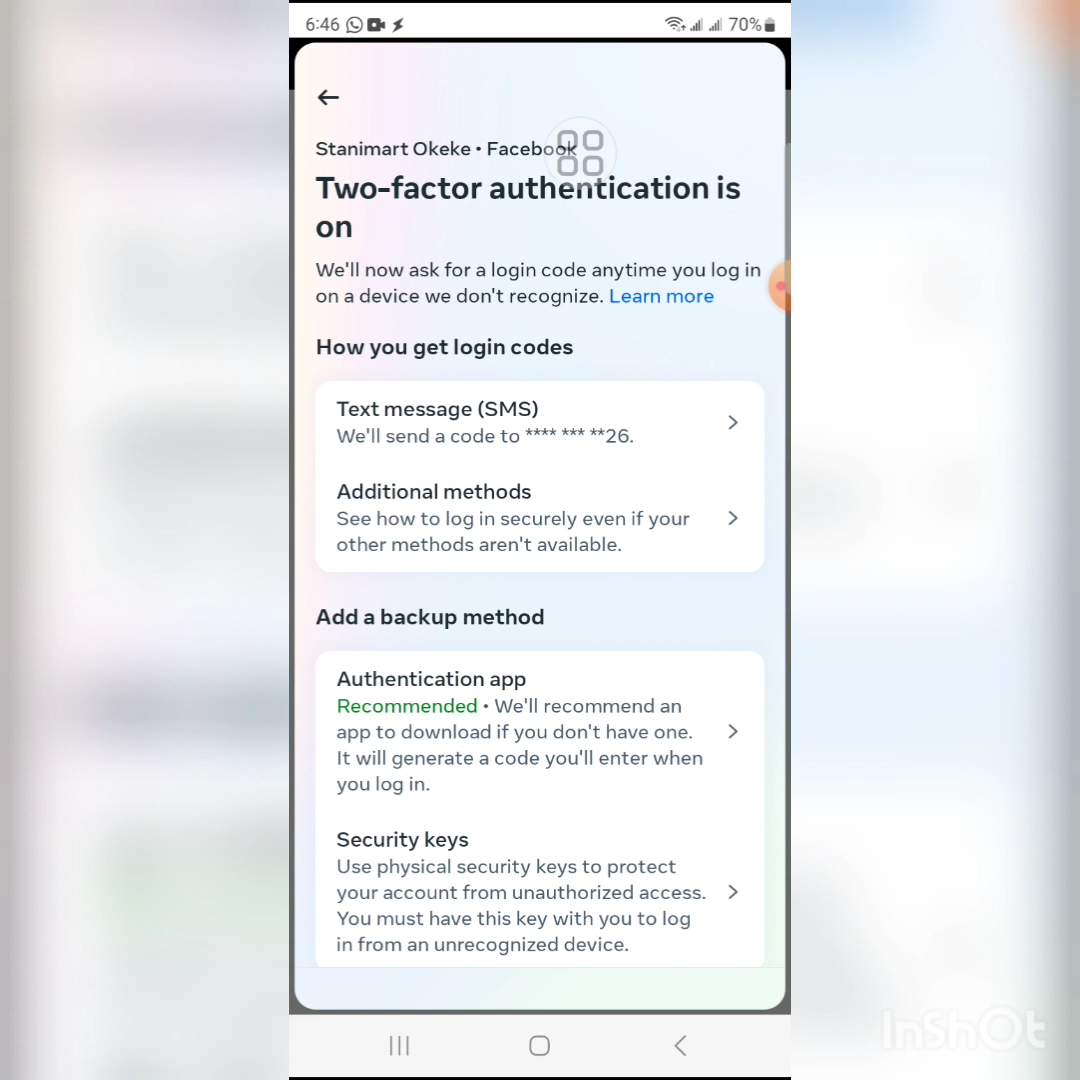 6:46 70%
Stanimart Okeke • Facebook
Two-factor authentication is
on
We'll now ask for a login code anytime you log in
on a device we don't recognize. Learn more
How you get login codes
Text message (SMS)
We'll send a code to **** *** **26.
Additional methods
See how to log in securely even if your
other methods aren't available.
Add a backup method
Authentication app
Recommended • We'll recommend an
app to download if you don't have one.
It will generate a code you'll enter when
you log in.
Security keys
Use physical security keys to protect
your account from unauthorized access.
You must have this key with you to log
in from an unrecognized device.
InShOt